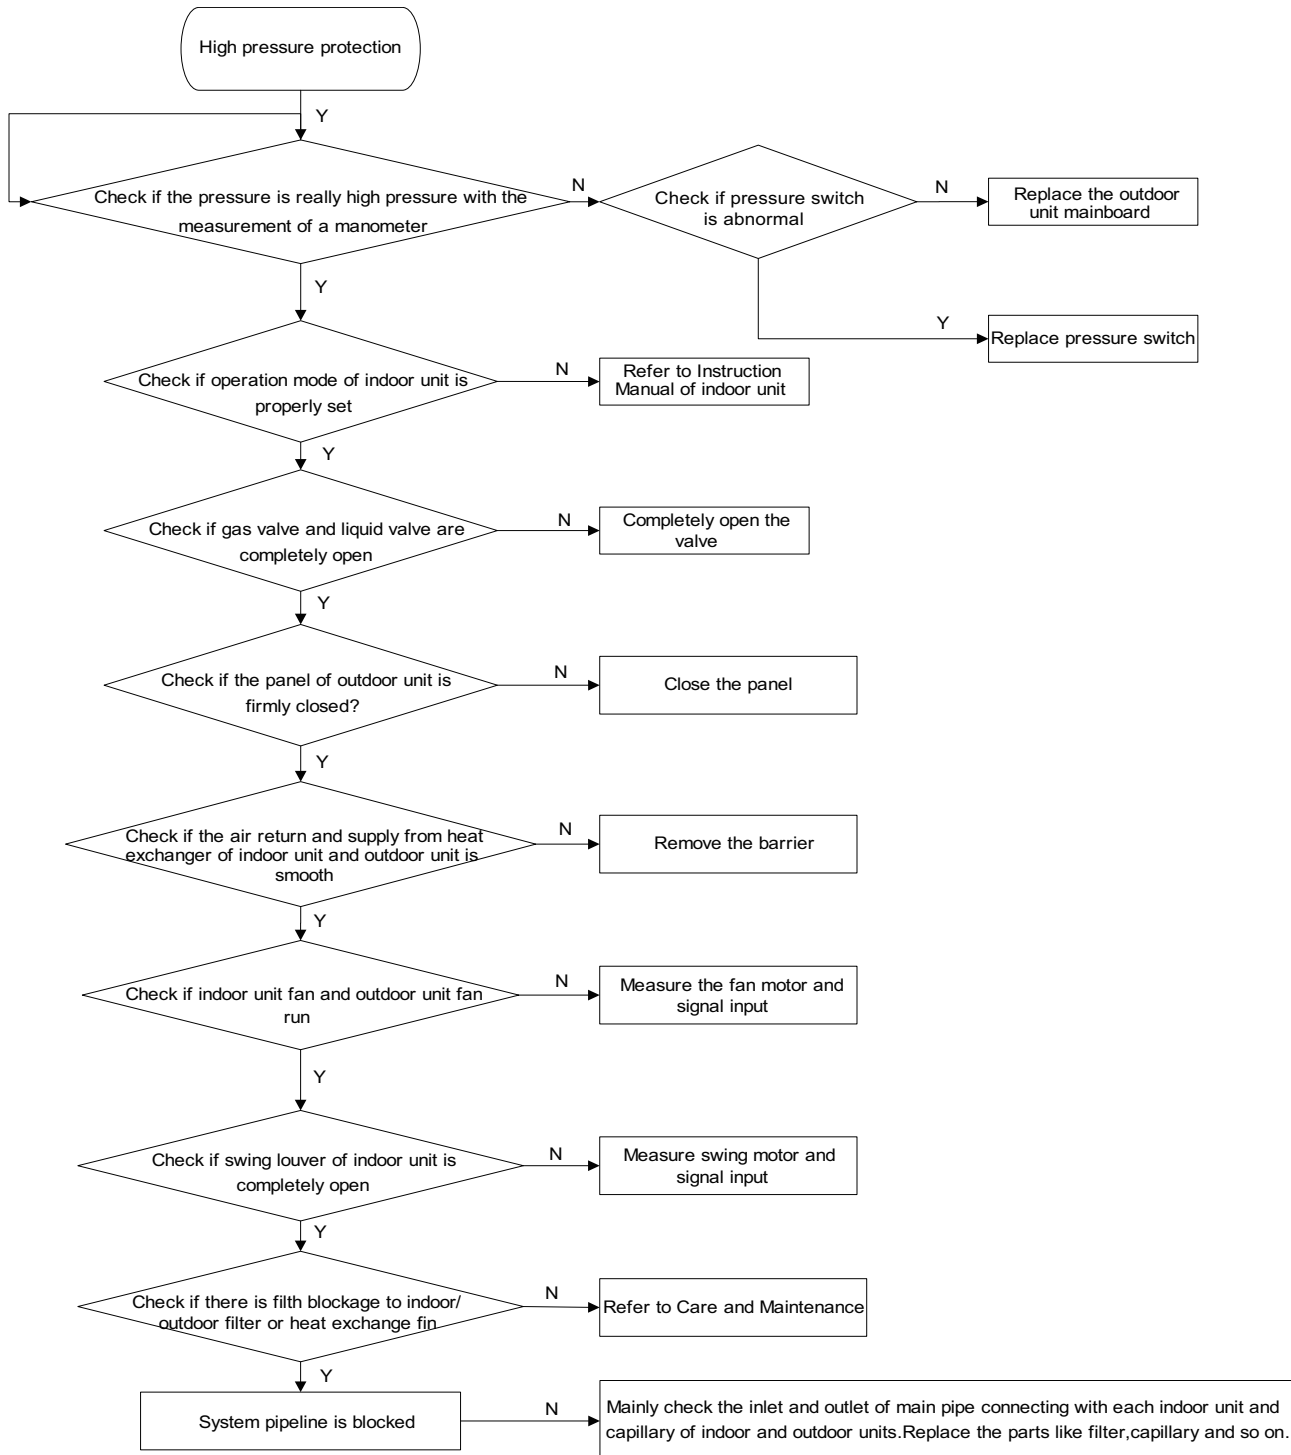 High pressure protection
Y
Check if the pressure is really high pressure with the
measurement of a manometer
N
Check if pressure switch
is abnormal
N
Replace the outdoor
unit mainboard
Y
Replace pressure switch
Y
Check if operation mode of indoor unit is
properly set
N
Refer to Instruction
Manual of indoor unit
Y
Check if gas valve and liquid valve are
completely open
N
Completely open the
valve
Y
Check if the panel of outdoor unit is
firmly closed?
N
Close the panel
Y
Check if the air return and supply from heat
exchanger of indoor unit and outdoor unit is
smooth
N
Remove the barrier
Y
Check if indoor unit fan and outdoor unit fan
run
N
Measure the fan motor and
signal input
Y
Check if swing louver of indoor unit is
completely open
N
Measure swing motor and
signal input
Y
Check if there is filth blockage to indoor/
outdoor filter or heat exchange fin
N
Refer to Care and Maintenance
Y
System pipeline is blocked
N
Mainly check the inlet and outlet of main pipe connecting with each indoor unit and
capillary of indoor and outdoor units.Replace the parts like filter,capillary and so on.